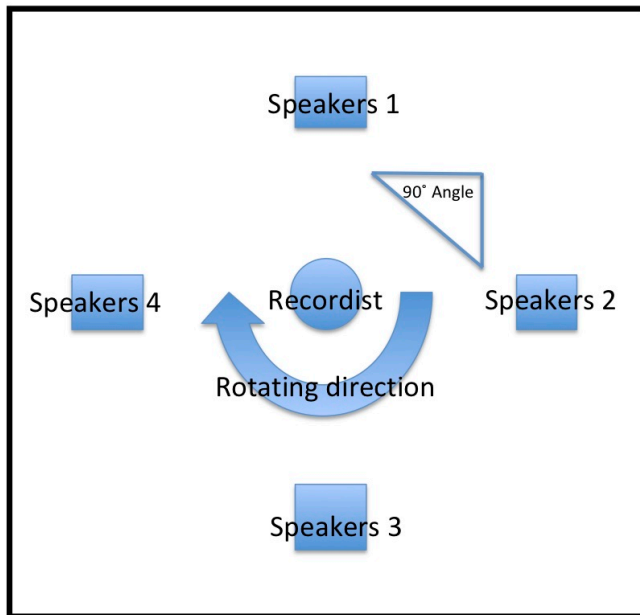 Speakers 1
90˚ Angle
Speakers 4
Recordist
Speakers 2
Rotating direction
Speakers 3